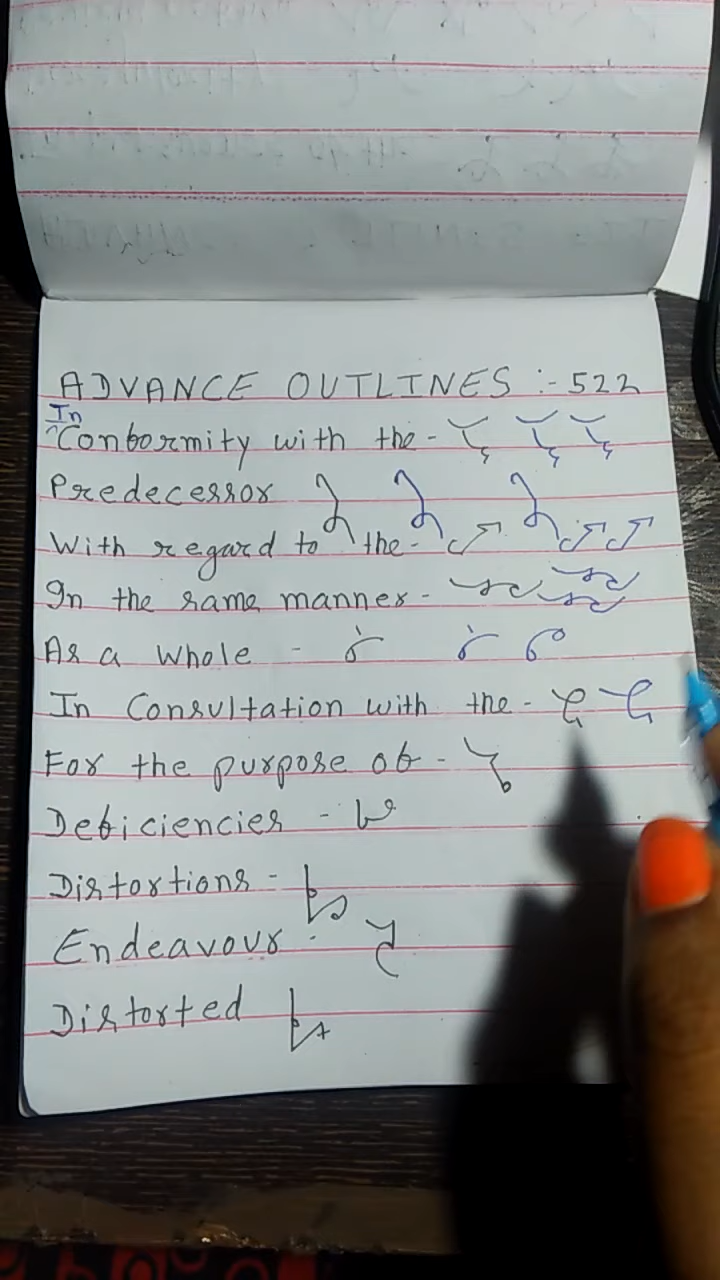 ADVANCE OUTLINES :- 522
In
^Conformity with the -
Predecessor
With regard to the -
In the same manner -
As a Whole -
In Consultation with the -
For the purpose of -
Deficiencies -
Distortions -
Endeavour -
Distorted